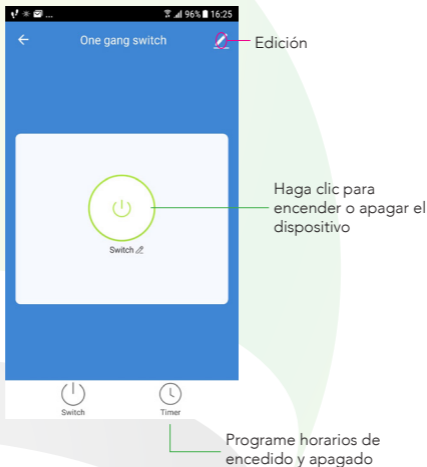 ... 96% 16:25
One gang switch
Edición
Haga clic para
encender o apagar el
dispositivo
Switch
Switch
Timer
Programe horarios de
encedido y apagado